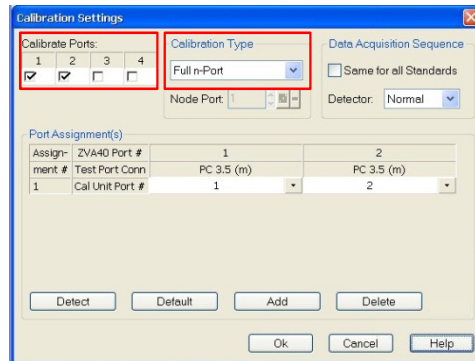 Calibration Settings
Calibrate Ports:
1 2 3 4
Calibration Type
Full n-Port
Node Port: 1
Data Acquisition Sequence
Same for all Standards
Detector: Normal
Port Assignment(s)
Assign- ZVA40 Port # 1 2
ment # Test Port Conn PC 3.5 (m) PC 3.5 (m)
1 Cal Unit Port # 1 2
Detect Default Add Delete
Ok Cancel Help